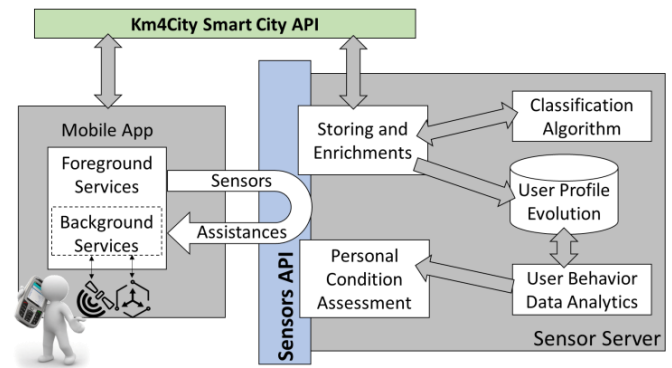 Km4City Smart City API
Mobile App
Foreground
Services
Background
Services
Sensors
Assistances
Sensors API
Storing and
Enrichments
Classification
Algorithm
User Profile
Evolution
Personal
Condition
Assessment
User Behavior
Data Analytics
Sensor Server